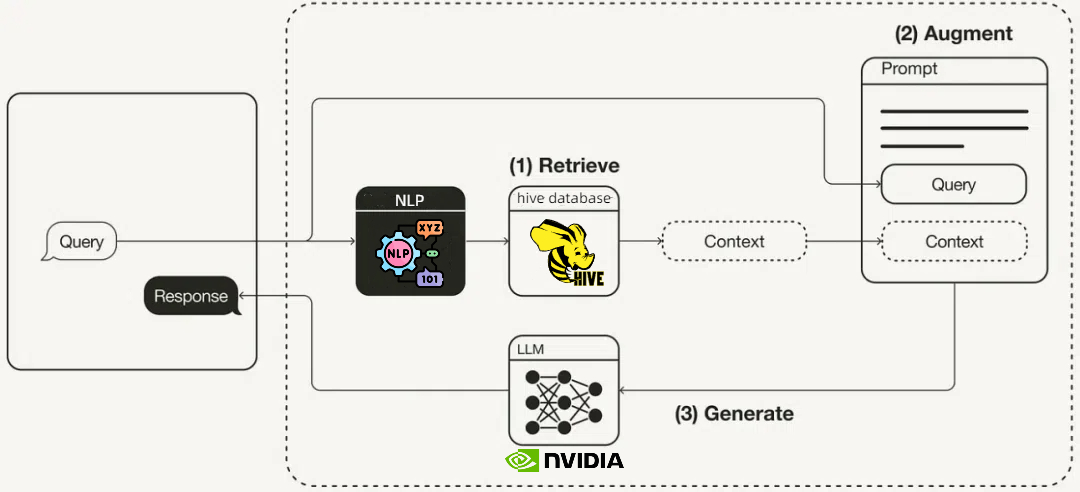 (2) Augment
Prompt
(1) Retrieve
NLP
hive database
Query
XYZ
NLP
101
HIVE
Context
Query
Context
Response
LLM
(3) Generate
NVIDIA